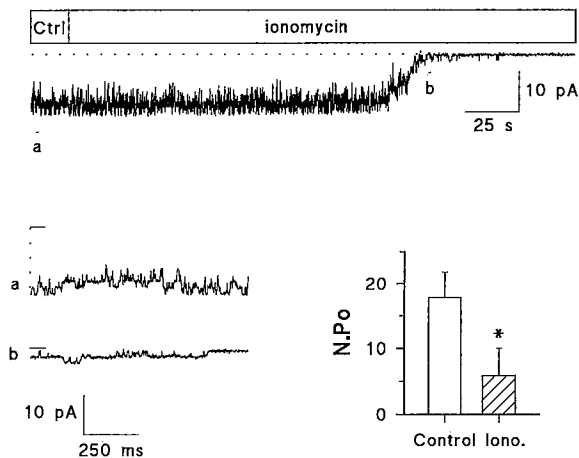 Ctrl ionomycin
b
10 pA
25 s
a
a
b
10 pA
250 ms
N.Po
20
10
0
*
Control Iono.